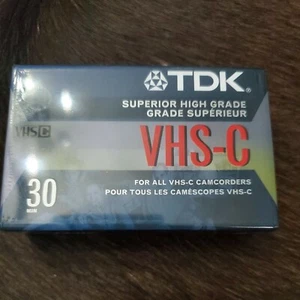 TDK®
SUPERIOR HIGH GRADE
GRADE SUPÉRIEUR
VHS C
VHS-C
30
FOR ALL VHS-C CAMCORDERS
POUR TOUS LES CAMÉSCOPES VHS-C